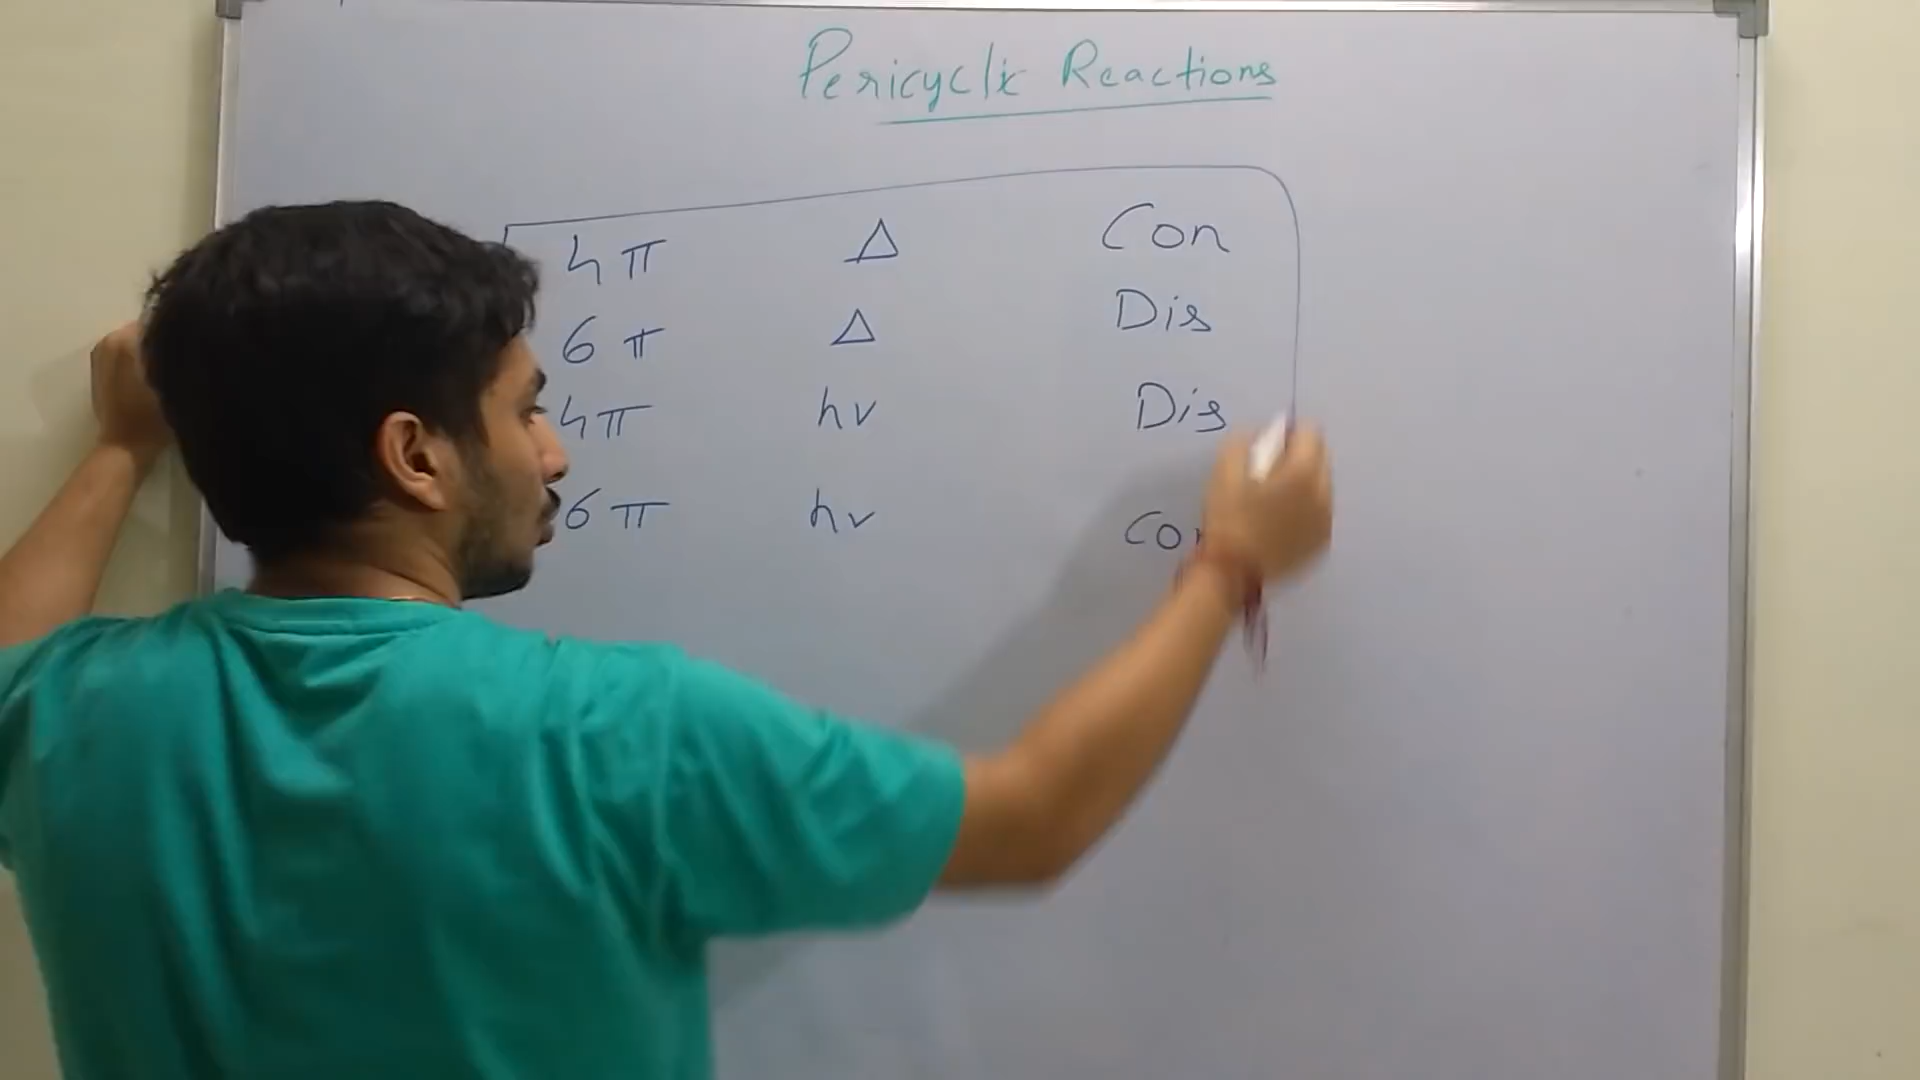 Pericyclic Reactions
4π Δ Con
6π Δ Dis
4π hν Dis
6π hν